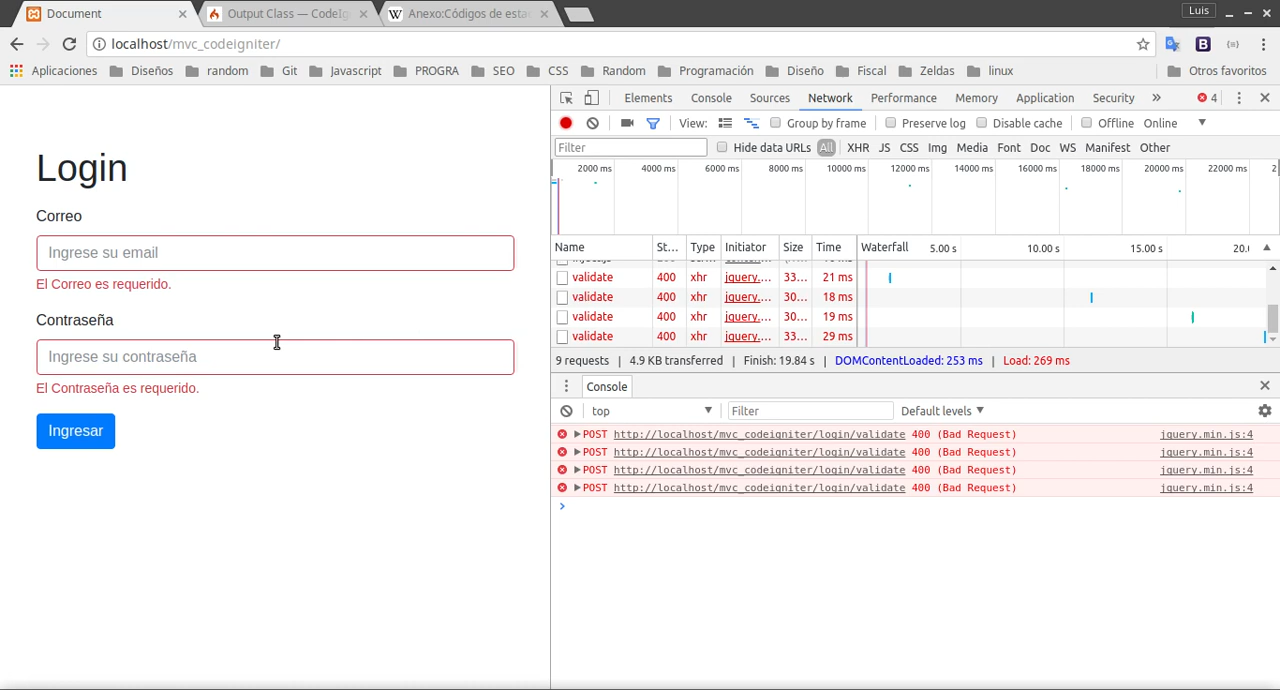 Document
Output Class — CodeIg
Anexo:Códigos de esta
Luis
localhost/mvc_codeigniter/
Aplicaciones Diseños random Git Javascript PROGRA SEO CSS Random Programación Diseño Fiscal Zeldas linux Otros favoritos
Login
Correo
Ingrese su email
El Correo es requerido.
Contraseña
Ingrese su contraseña
El Contraseña es requerido.
Ingresar
Elements Console Sources Network Performance Memory Application Security » 4
View: Group by frame Preserve log Disable cache Offline Online
Filter Hide data URLs All XHR JS CSS Img Media Font Doc WS Manifest Other
2000 ms 4000 ms 6000 ms 8000 ms 10000 ms 12000 ms 14000 ms 16000 ms 18000 ms 20000 ms 22000 ms 2
Name St... Type Initiator Size Time Waterfall 5.00 s 10.00 s 15.00 s 20.
validate 400 xhr jquery.... 33... 21 ms
validate 400 xhr jquery.... 30... 18 ms
validate 400 xhr jquery.... 30... 19 ms
validate 400 xhr jquery.... 33... 29 ms
9 requests | 4.9 KB transferred | Finish: 19.84 s | DOMContentLoaded: 253 ms | Load: 269 ms
Console
top Filter Default levels
POST http://localhost/mvc_codeigniter/login/validate 400 (Bad Request) jquery.min.js:4
POST http://localhost/mvc_codeigniter/login/validate 400 (Bad Request) jquery.min.js:4
POST http://localhost/mvc_codeigniter/login/validate 400 (Bad Request) jquery.min.js:4
POST http://localhost/mvc_codeigniter/login/validate 400 (Bad Request) jquery.min.js:4